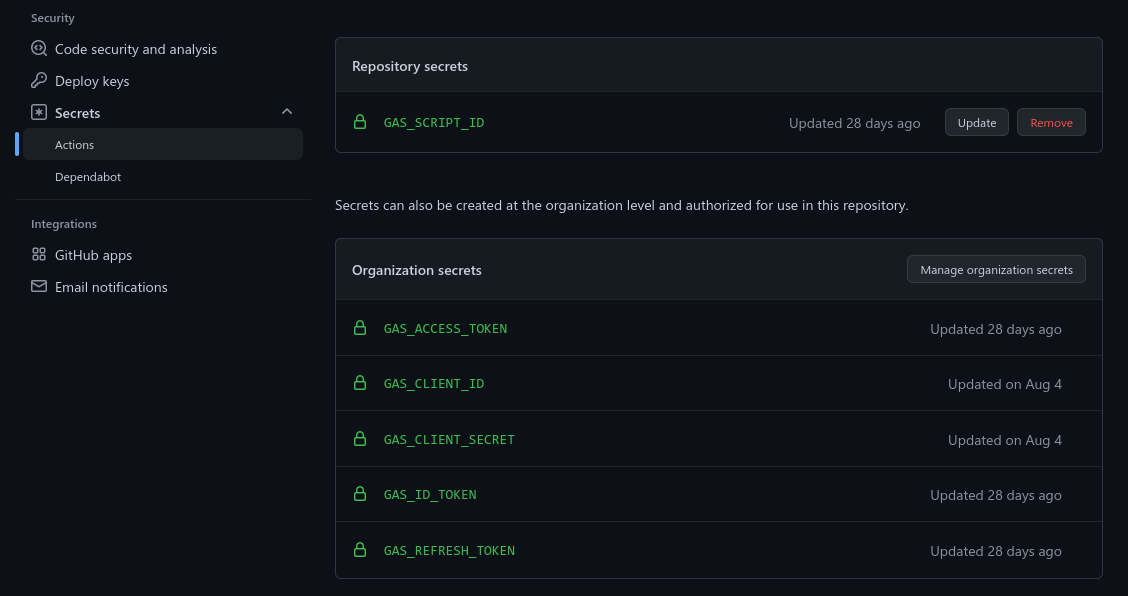 Security
Code security and analysis
Deploy keys
Secrets
Actions
Dependabot
Integrations
GitHub apps
Email notifications
Repository secrets
GAS_SCRIPT_ID Updated 28 days ago Update Remove
Secrets can also be created at the organization level and authorized for use in this repository.
Organization secrets Manage organization secrets
GAS_ACCESS_TOKEN Updated 28 days ago
GAS_CLIENT_ID Updated on Aug 4
GAS_CLIENT_SECRET Updated on Aug 4
GAS_ID_TOKEN Updated 28 days ago
GAS_REFRESH_TOKEN Updated 28 days ago